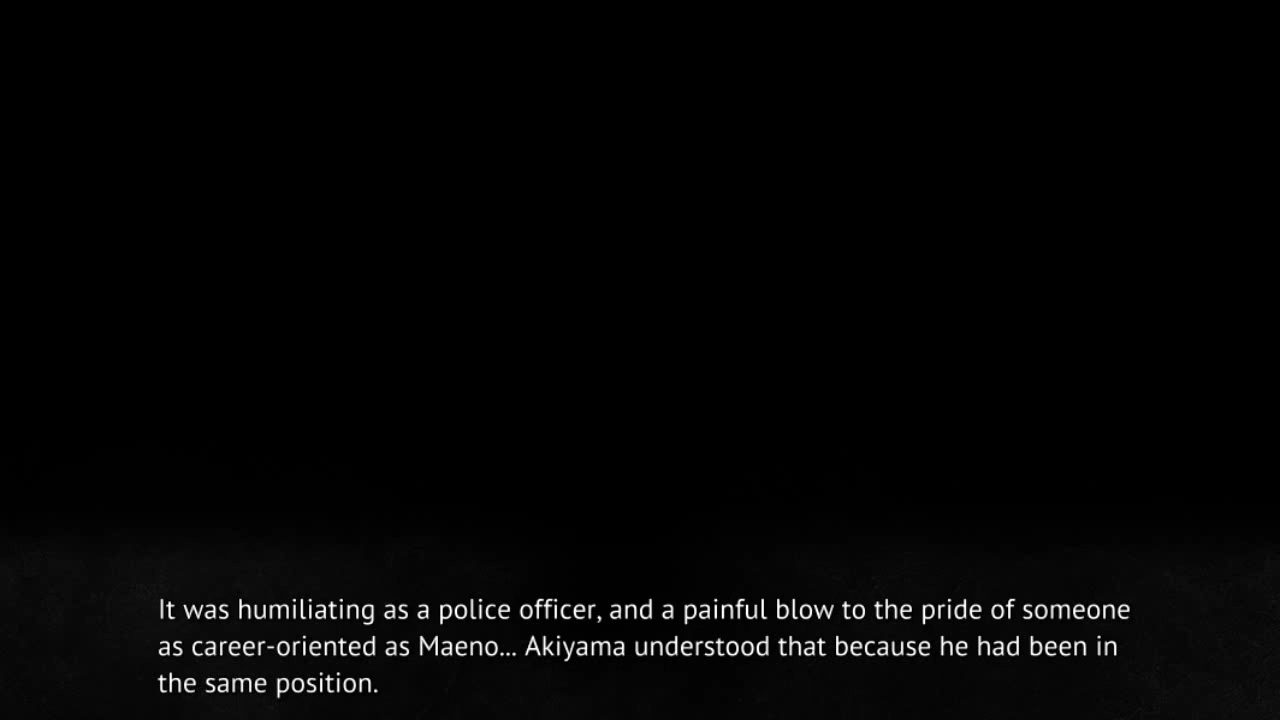 It was humiliating as a police officer, and a painful blow to the pride of someone
as career-oriented as Maeno... Akiyama understood that because he had been in
the same position.